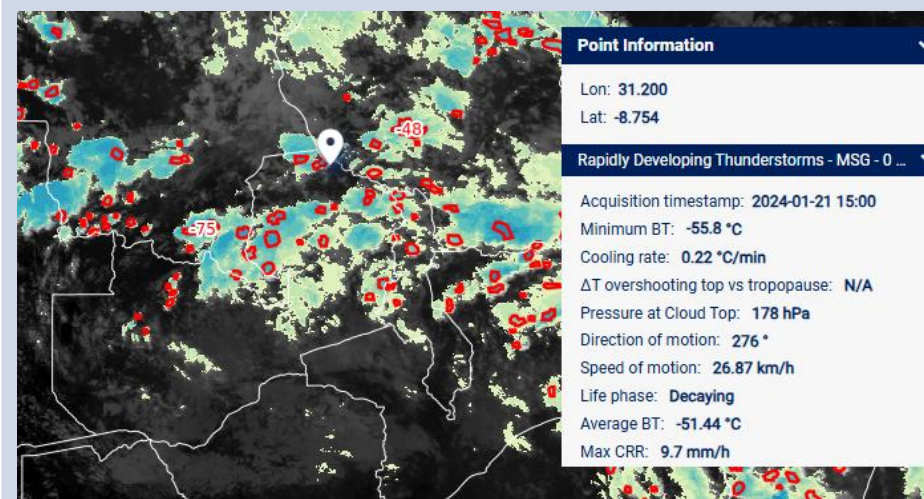 Point Information
Lon: 31.200
Lat: -8.754
-48
Rapidly Developing Thunderstorms - MSG - 0 ...
Acquisition timestamp: 2024-01-21 15:00
Minimum BT: -55.8 °C
-75
Cooling rate: 0.22 °C/min
ΔT overshooting top vs tropopause: N/A
Pressure at Cloud Top: 178 hPa
Direction of motion: 276 °
Speed of motion: 26.87 km/h
Life phase: Decaying
Average BT: -51.44 °C
Max CRR: 9.7 mm/h